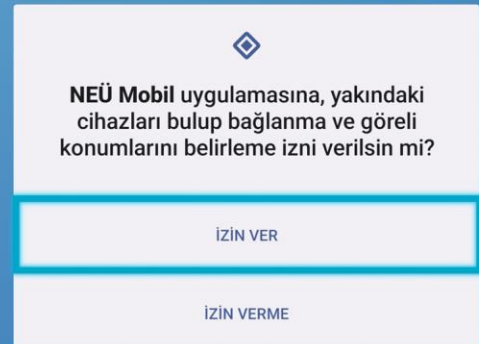 NEÜ Mobil uygulamasına, yakındaki
cihazları bulup bağlanma ve göreli
konumlarını belirleme izni verilsin mi?
İZİN VER
İZİN VERME